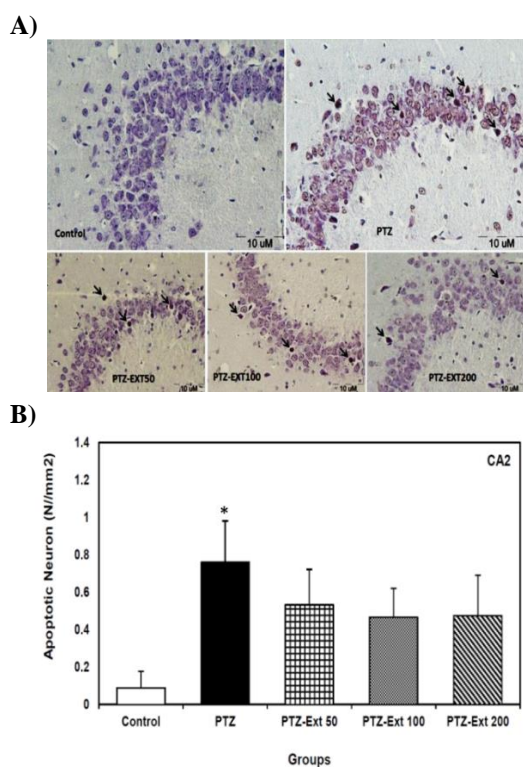 A)
Control
10 uM
PTZ
10 uM
PTZ-EXT50
10 uM
PTZ-EXT100
10 uM
PTZ-EXT200
10 uM
B)
CA2
Apoptotic Neuron (N//mm2)
1.4
1.2
1
0.8
0.6
0.4
0.2
0
*
Control PTZ PTZ-Ext 50 PTZ-Ext 100 PTZ-Ext 200
Groups